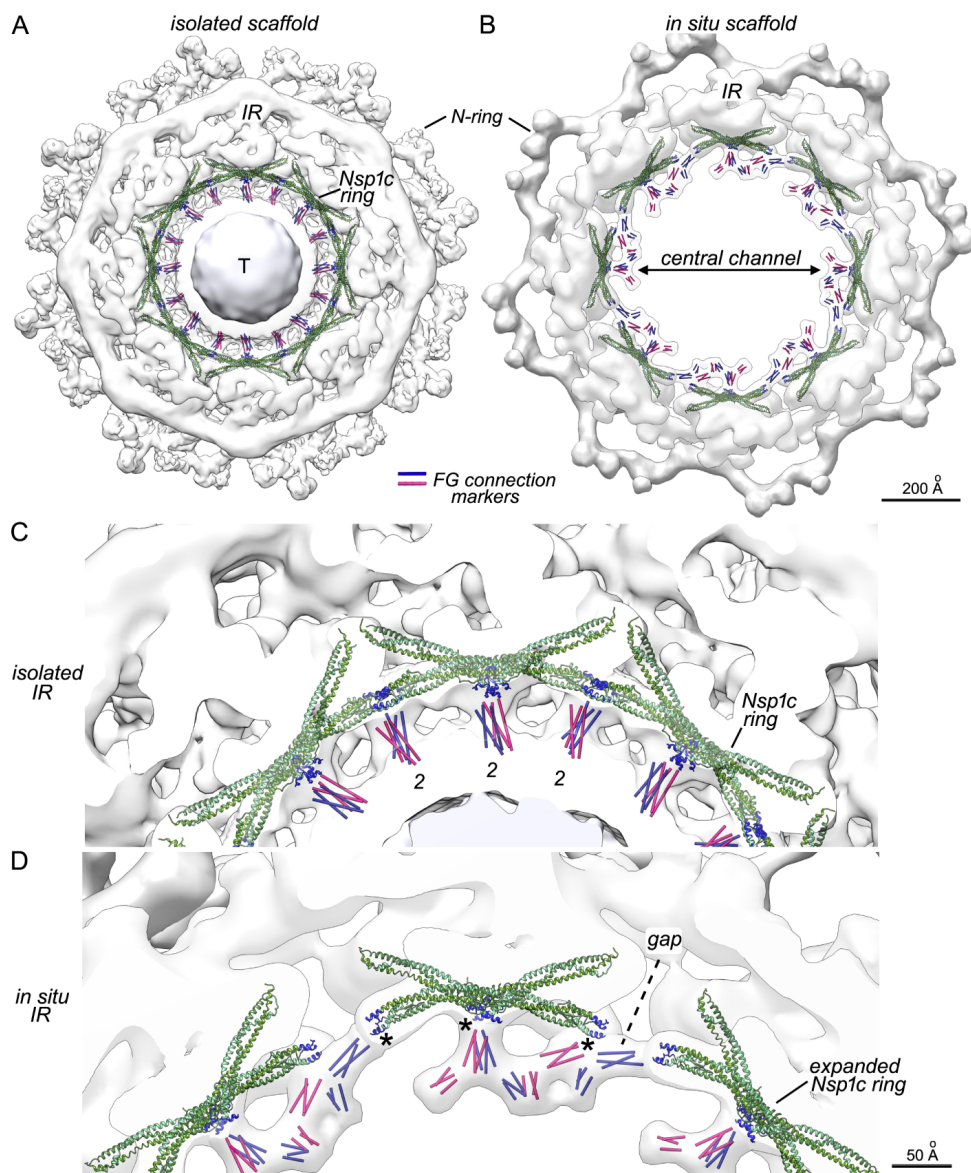 A
isolated scaffold
B
in situ scaffold
IR
IR
N-ring
Nsp1c
ring
T
central channel
FG connection
markers
200 Å
C
isolated
IR
Nsp1c
ring
2
2
2
D
in situ
IR
gap
*
*
*
expanded
Nsp1c ring
50 Å